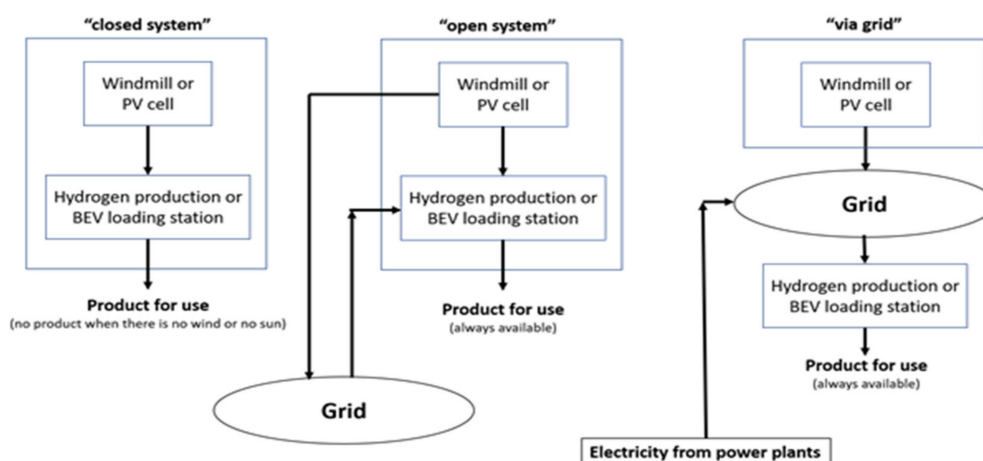 “closed system”
Windmill or
PV cell
Hydrogen production or
BEV loading station
Product for use
(no product when there is no wind or no sun)
“open system”
Windmill or
PV cell
Hydrogen production or
BEV loading station
Product for use
(always available)
Grid
“via grid”
Windmill or
PV cell
Grid
Hydrogen production or
BEV loading station
Product for use
(always available)
Electricity from power plants